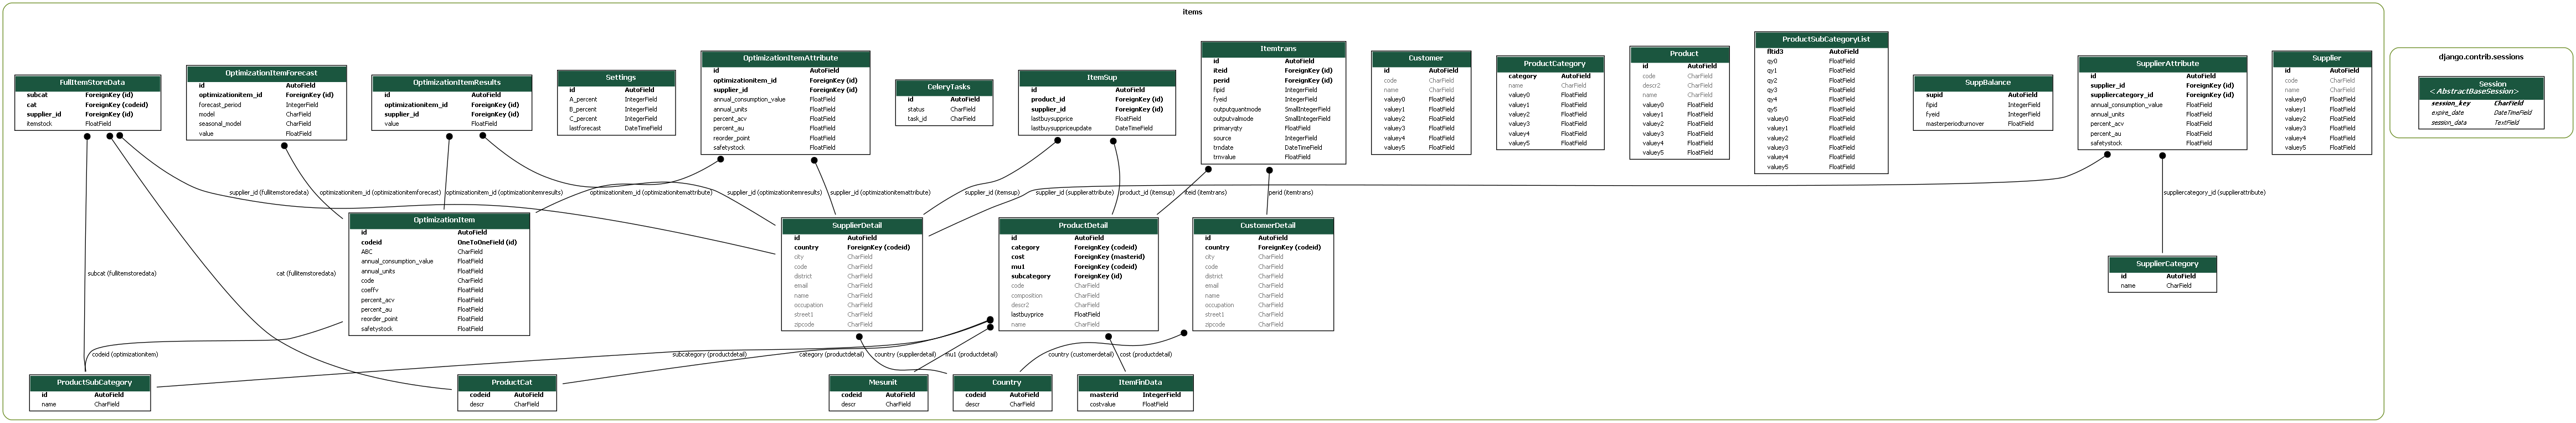 items
FullItemStoreData
subcat ForeignKey (id)
cat ForeignKey (codeid)
supplier_id ForeignKey (id)
itemstock FloatField
OptimizationItemForecast
id AutoField
optimizationitem_id ForeignKey (id)
forecast_period IntegerField
model CharField
seasonal_model CharField
value FloatField
OptimizationItemResults
id AutoField
optimizationitem_id ForeignKey (id)
supplier_id ForeignKey (id)
value FloatField
Settings
id AutoField
A_percent IntegerField
B_percent IntegerField
C_percent IntegerField
lastforecast DateTimeField
OptimizationItemAttribute
id AutoField
optimizationitem_id ForeignKey (id)
supplier_id ForeignKey (id)
annual_consumption_value FloatField
annual_units FloatField
percent_acv FloatField
percent_au FloatField
reorder_point FloatField
safetystock FloatField
CeleryTasks
id AutoField
status CharField
task_id CharField
ItemSup
id AutoField
product_id ForeignKey (id)
supplier_id ForeignKey (id)
lastbuysupprice FloatField
lastbuysuppriceupdate DateTimeField
Itemtrans
id AutoField
iteid ForeignKey (id)
perid ForeignKey (id)
fipid IntegerField
fyeid IntegerField
outputquantmode SmallIntegerField
outputvalmode SmallIntegerField
primaryqty FloatField
source IntegerField
trndate DateTimeField
trnvalue FloatField
Customer
id AutoField
code CharField
name CharField
valuey0 FloatField
valuey1 FloatField
valuey2 FloatField
valuey3 FloatField
valuey4 FloatField
valuey5 FloatField
ProductCategory
category AutoField
name CharField
valuey0 FloatField
valuey1 FloatField
valuey2 FloatField
valuey3 FloatField
valuey4 FloatField
valuey5 FloatField
Product
id AutoField
code CharField
descr2 CharField
name CharField
valuey0 FloatField
valuey1 FloatField
valuey2 FloatField
valuey3 FloatField
valuey4 FloatField
valuey5 FloatField
ProductSubCategoryList
fltid3 AutoField
qy0 FloatField
qy1 FloatField
qy2 FloatField
qy3 FloatField
qy4 FloatField
qy5 FloatField
valuey0 FloatField
valuey1 FloatField
valuey2 FloatField
valuey3 FloatField
valuey4 FloatField
valuey5 FloatField
SuppBalance
supid AutoField
fipid IntegerField
fyeid IntegerField
masterperiodturnover FloatField
SupplierAttribute
id AutoField
supplier_id ForeignKey (id)
suppliercategory_id ForeignKey (id)
annual_consumption_value FloatField
annual_units FloatField
percent_acv FloatField
percent_au FloatField
safetystock FloatField
Supplier
id AutoField
code CharField
name CharField
valuey0 FloatField
valuey1 FloatField
valuey2 FloatField
valuey3 FloatField
valuey4 FloatField
valuey5 FloatField
django.contrib.sessions
Session
<AbstractBaseSession>
session_key CharField
expire_date DateTimeField
session_data TextField
supplier_id (fullitemstoredata)
optimizationitem_id (optimizationitemforecast)
optimizationitem_id (optimizationitemresults)
optimizationitem_id (optimizationitemattribute)
supplier_id (optimizationitemresults)
supplier_id (optimizationitemattribute)
supplier_id (itemsup)
supplier_id (supplierattribute)
product_id (itemsup)
iteid (itemtrans)
perid (itemtrans)
suppliercategory_id (supplierattribute)
OptimizationItem
id AutoField
codeid OneToOneField (id)
ABC CharField
annual_consumption_value FloatField
annual_units FloatField
code CharField
coeffv FloatField
percent_acv FloatField
percent_au FloatField
reorder_point FloatField
safetystock FloatField
SupplierDetail
id AutoField
country ForeignKey (codeid)
city CharField
code CharField
district CharField
email CharField
name CharField
occupation CharField
street1 CharField
zipcode CharField
ProductDetail
id AutoField
category ForeignKey (codeid)
cost ForeignKey (masterid)
mu1 ForeignKey (codeid)
subcategory ForeignKey (id)
code CharField
composition CharField
descr2 CharField
lastbuyprice FloatField
name CharField
CustomerDetail
id AutoField
country ForeignKey (codeid)
city CharField
code CharField
district CharField
email CharField
name CharField
occupation CharField
street1 CharField
zipcode CharField
SupplierCategory
id AutoField
name CharField
subcat (fullitemstoredata)
cat (fullitemstoredata)
codeid (optimizationitem)
subcategory (productdetail)
category (productdetail)
country (supplierdetail)
mu1 (productdetail)
country (customerdetail)
cost (productdetail)
ProductSubCategory
id AutoField
name CharField
ProductCat
codeid AutoField
descr CharField
Mesunit
codeid AutoField
descr CharField
Country
codeid AutoField
descr CharField
ItemFinData
masterid IntegerField
costvalue FloatField